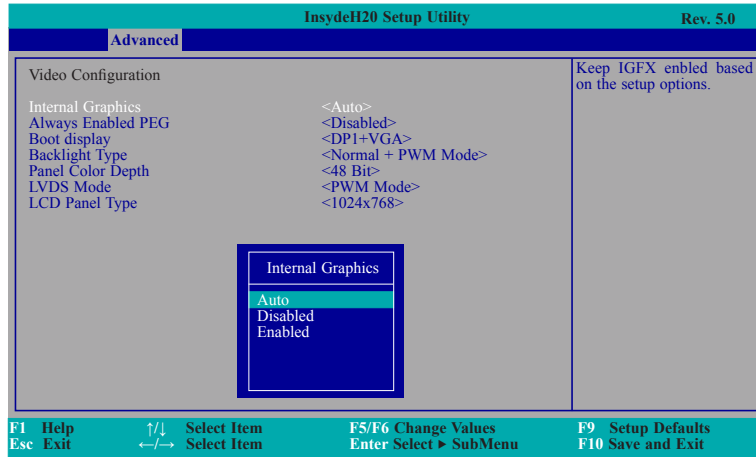 InsydeH20 Setup Utility Rev. 5.0
Advanced
Video Configuration
Internal Graphics <Auto>
Always Enabled PEG <Disabled>
Boot display <DP1+VGA>
Backlight Type <Normal + PWM Mode>
Panel Color Depth <48 Bit>
LVDS Mode <PWM Mode>
LCD Panel Type <1024x768>
Keep IGFX enbled based
on the setup options.
Internal Graphics
Auto
Disabled
Enabled
F1 Help ↑/↓ Select Item F5/F6 Change Values F9 Setup Defaults
Esc Exit ←/→ Select Item Enter Select ▶ SubMenu F10 Save and Exit